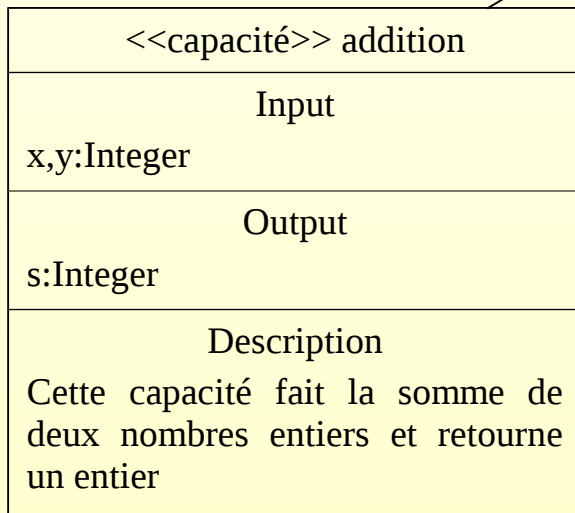 <<capacité>> addition
Input
x,y:Integer
Output
s:Integer
Description
Cette capacité fait la somme de
deux nombres entiers et retourne
un entier